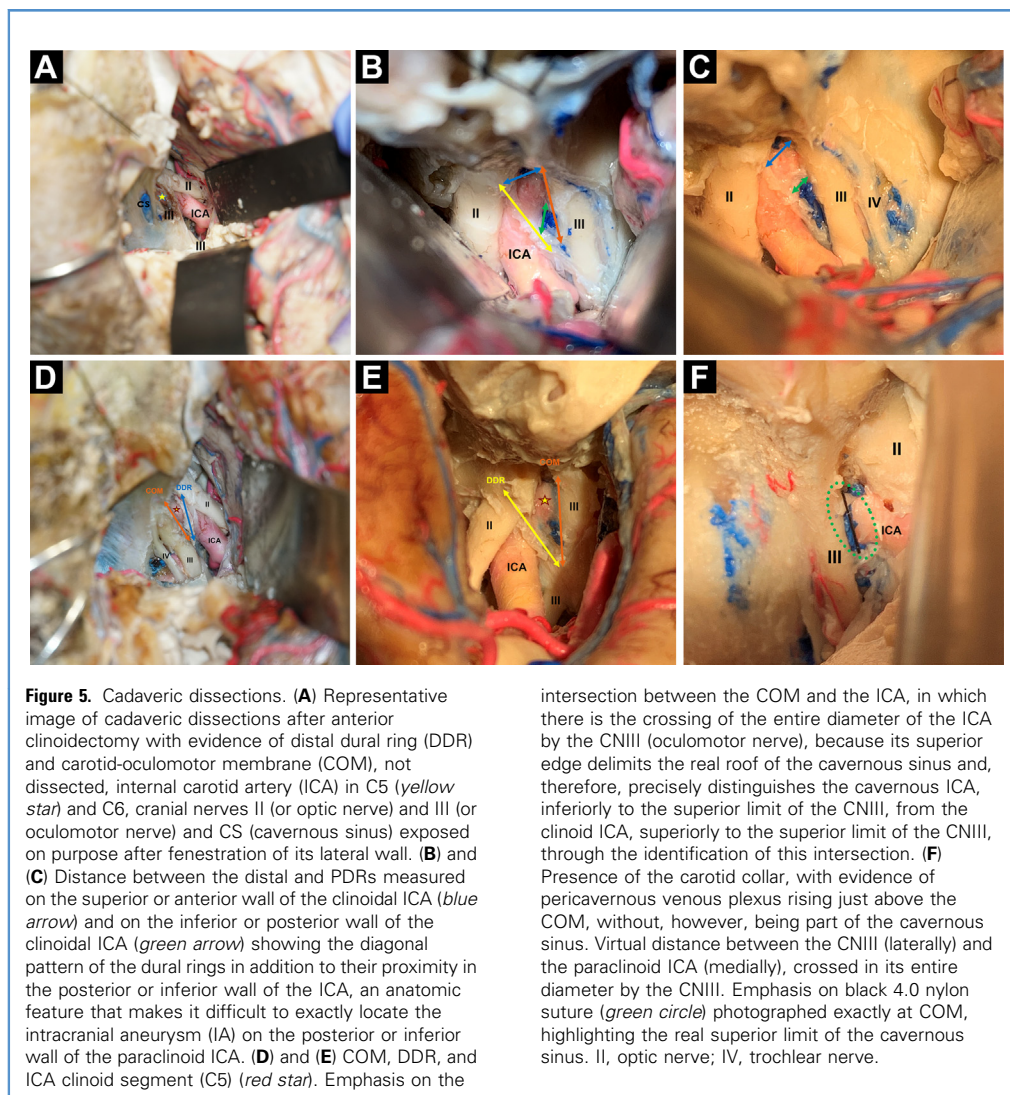 A
II
CS
III
ICA
III
B
II
III
ICA
C
II
III
IV
D
COM
DDR
II
IV
III
ICA
E
COM
DDR
III
II
ICA
III
F
II
ICA
III
Figure 5. Cadaveric dissections. (A) Representative
image of cadaveric dissections after anterior
clinoidectomy with evidence of distal dural ring (DDR)
and carotid-oculomotor membrane (COM), not
dissected, internal carotid artery (ICA) in C5 (yellow
star) and C6, cranial nerves II (or optic nerve) and III (or
oculomotor nerve) and CS (cavernous sinus) exposed
on purpose after fenestration of its lateral wall. (B) and
(C) Distance between the distal and PDRs measured
on the superior or anterior wall of the clinoidal ICA (blue
arrow) and on the inferior or posterior wall of the
clinoidal ICA (green arrow) showing the diagonal
pattern of the dural rings in addition to their proximity in
the posterior or inferior wall of the ICA, an anatomic
feature that makes it difficult to exactly locate the
intracranial aneurysm (IA) on the posterior or inferior
wall of the paraclinoid ICA. (D) and (E) COM, DDR, and
ICA clinoid segment (C5) (red star). Emphasis on the
intersection between the COM and the ICA, in which
there is the crossing of the entire diameter of the ICA
by the CNIII (oculomotor nerve), because its superior
edge delimits the real roof of the cavernous sinus and,
therefore, precisely distinguishes the cavernous ICA,
inferiorly to the superior limit of the CNIII, from the
clinoid ICA, superiorly to the superior limit of the CNIII,
through the identification of this intersection. (F)
Presence of the carotid collar, with evidence of
pericavernous venous plexus rising just above the
COM, without, however, being part of the cavernous
sinus. Virtual distance between the CNIII (laterally) and
the paraclinoid ICA (medially), crossed in its entire
diameter by the CNIII. Emphasis on black 4.0 nylon
suture (green circle) photographed exactly at COM,
highlighting the real superior limit of the cavernous
sinus. II, optic nerve; IV, trochlear nerve.